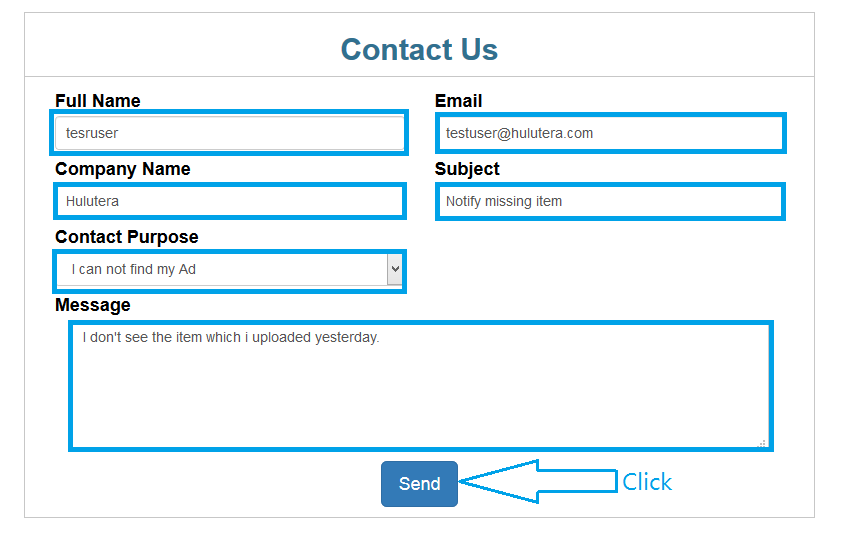 Contact Us
Full Name
Email
tesruser
testuser@hulutera.com
Company Name
Subject
Hulutera
Notify missing item
Contact Purpose
I can not find my Ad
Message
I don't see the item which i uploaded yesterday.
Send
Click